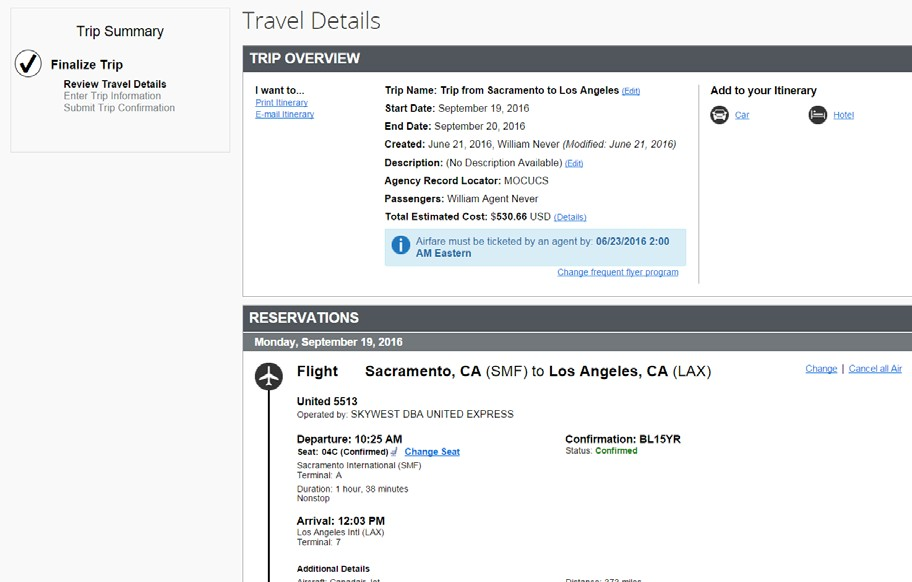 Trip Summary
Finalize Trip
Review Travel Details
Enter Trip Information
Submit Trip Confirmation
Travel Details
TRIP OVERVIEW
I want to...
Print Itinerary
E-mail Itinerary
Trip Name: Trip from Sacramento to Los Angeles (Edit)
Start Date: September 19, 2016
End Date: September 20, 2016
Created: June 21, 2016, William Never (Modified: June 21, 2016)
Description: (No Description Available) (Edit)
Agency Record Locator: MOCUCS
Passengers: William Agent Never
Total Estimated Cost: $530.66 USD (Details)
Airfare must be ticketed by an agent by: 06/23/2016 2:00
AM Eastern
Change frequent flyer program
Add to your Itinerary
Car
Hotel
RESERVATIONS
Monday, September 19, 2016
Flight Sacramento, CA (SMF) to Los Angeles, CA (LAX)
Change | Cancel all Air
United 5513
Operated by: SKYWEST DBA UNITED EXPRESS
Departure: 10:25 AM
Seat: 04C (Confirmed) Change Seat
Sacramento International (SMF)
Terminal: A
Duration: 1 hour, 38 minutes
Nonstop
Confirmation: BL15YR
Status: Confirmed
Arrival: 12:03 PM
Los Angeles Intl (LAX)
Terminal: 7
Additional Details
Aircraft: Canadair Jet
Distance: 373 miles